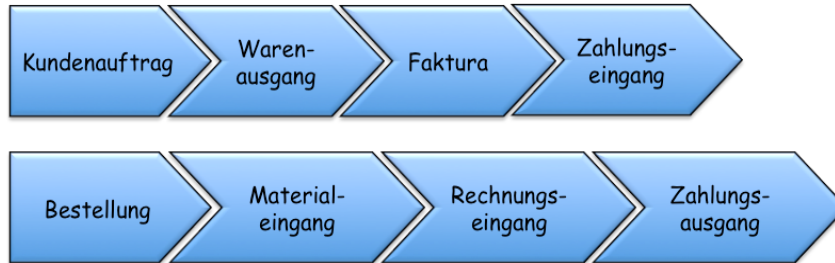 Kundenauftrag
Waren-
ausgang
Faktura
Zahlungs-
eingang
Bestellung
Material-
eingang
Rechnungs-
eingang
Zahlungs-
ausgang